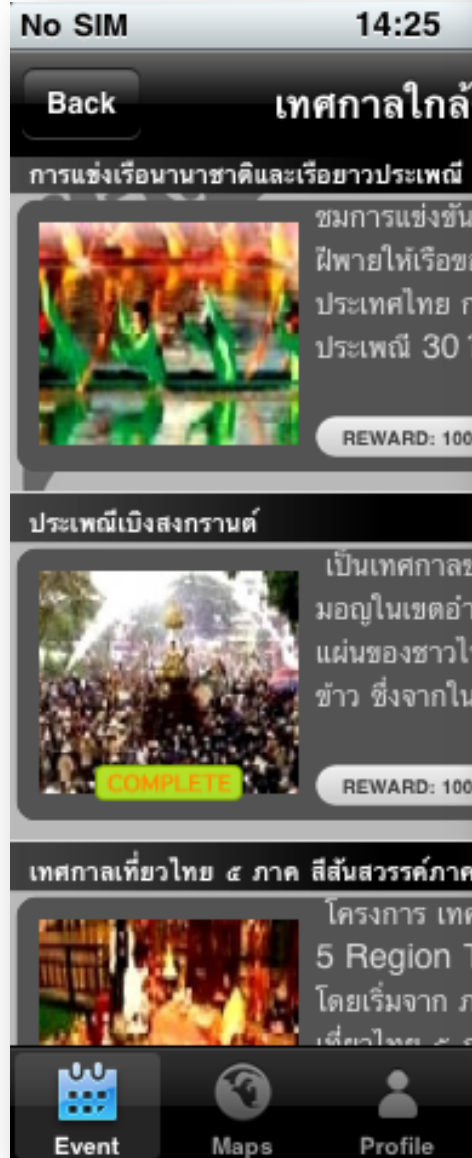 No SIM 14:25
Back เทศกาลใกล้
การแข่งเรือนานาชาติและเรือยาวประเพณี
ชมการแข่งขัน
ฝีพายให้เรือขอ
ประเทศไทย ก
ประเพณี 30
REWARD: 100
ประเพณีเบิงสงกรานต์
เป็นเทศกาลข
มอญในเขตอำ
แผ่นของชาวไ
ข้าว ซึ่งจากใน
COMPLETE
REWARD: 100
เทศกาลเที่ยวไทย ๕ ภาค สีสันสวรรค์ภาค
โครงการ เทศ
5 Region T
โดยเริ่มจาก ภ
เที่ยวไทย ๕
Event Maps Profile